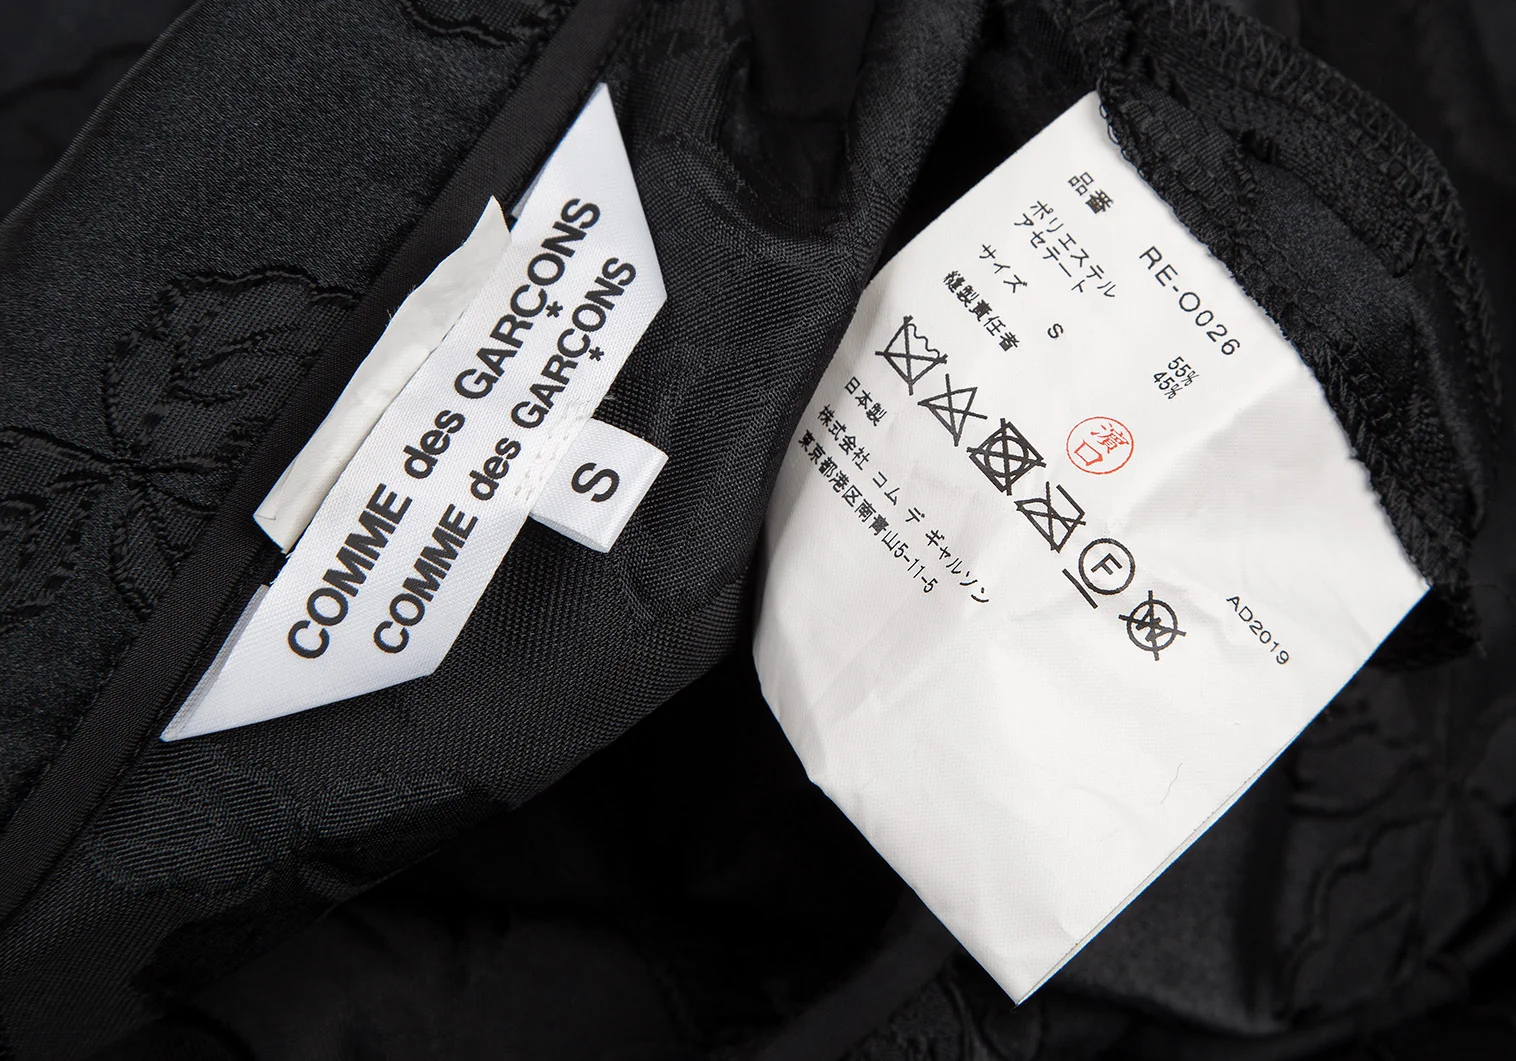 COMME des GARÇONS
COMME des GARÇONS
S
品番 RE-O026
ポリエステル 55%
アセテート 45%
サイズ S
縫製責任者 濱口
F
W
日本製
株式会社 コム デ ギャルソン
東京都港区南青山5-11-5
AD2019